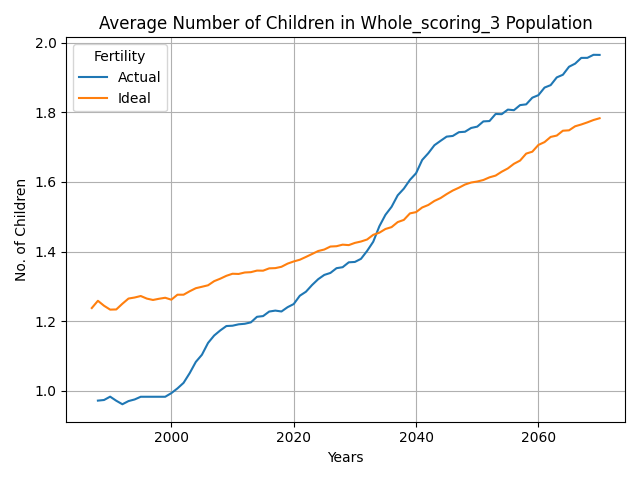 Average Number of Children in Whole_scoring_3 Population
Fertility
Actual
Ideal
No. of Children
2.0
1.8
1.6
1.4
1.2
1.0
2000 2020 2040 2060
Years